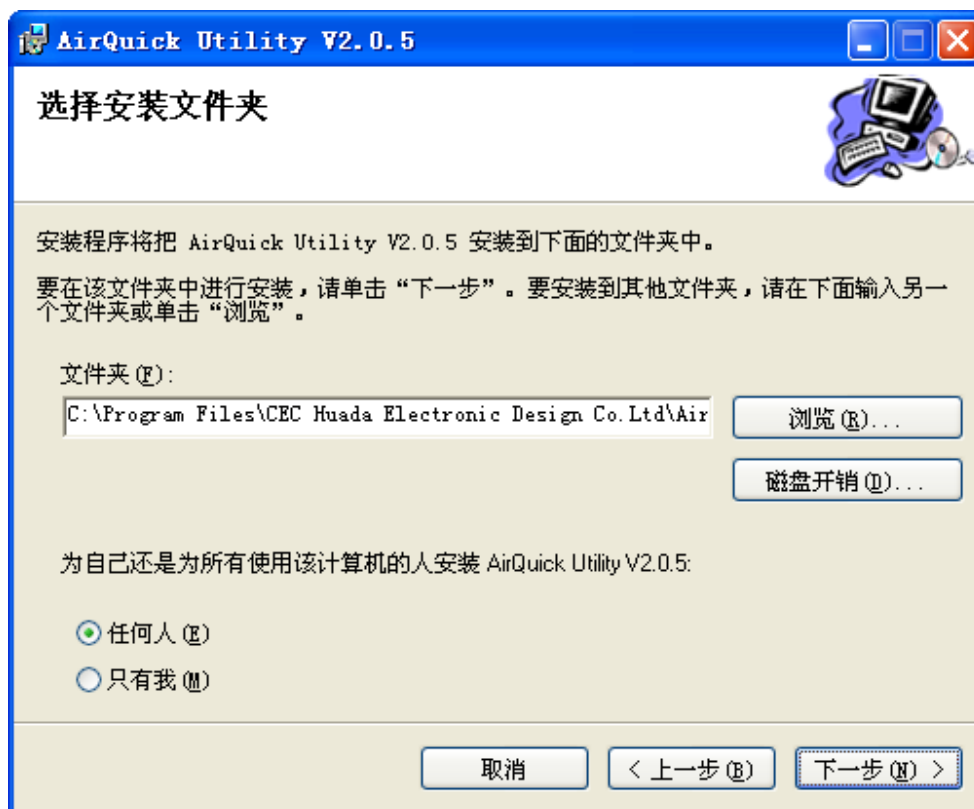 AirQuick Utility V2.0.5
选择安装文件夹
安装程序将把 AirQuick Utility V2.0.5 安装到下面的文件夹中。
要在该文件夹中进行安装，请单击“下一步”。要安装到其他文件夹，请在下面输入另一
个文件夹或单击“浏览”。
文件夹(F):
C:\Program Files\CEC Huada Electronic Design Co.Ltd\Air
浏览(R)...
磁盘开销(D)...
为自己还是为所有使用该计算机的人安装 AirQuick Utility V2.0.5:
任何人(E)
只有我(M)
取消
< 上一步(B)
下一步(N) >